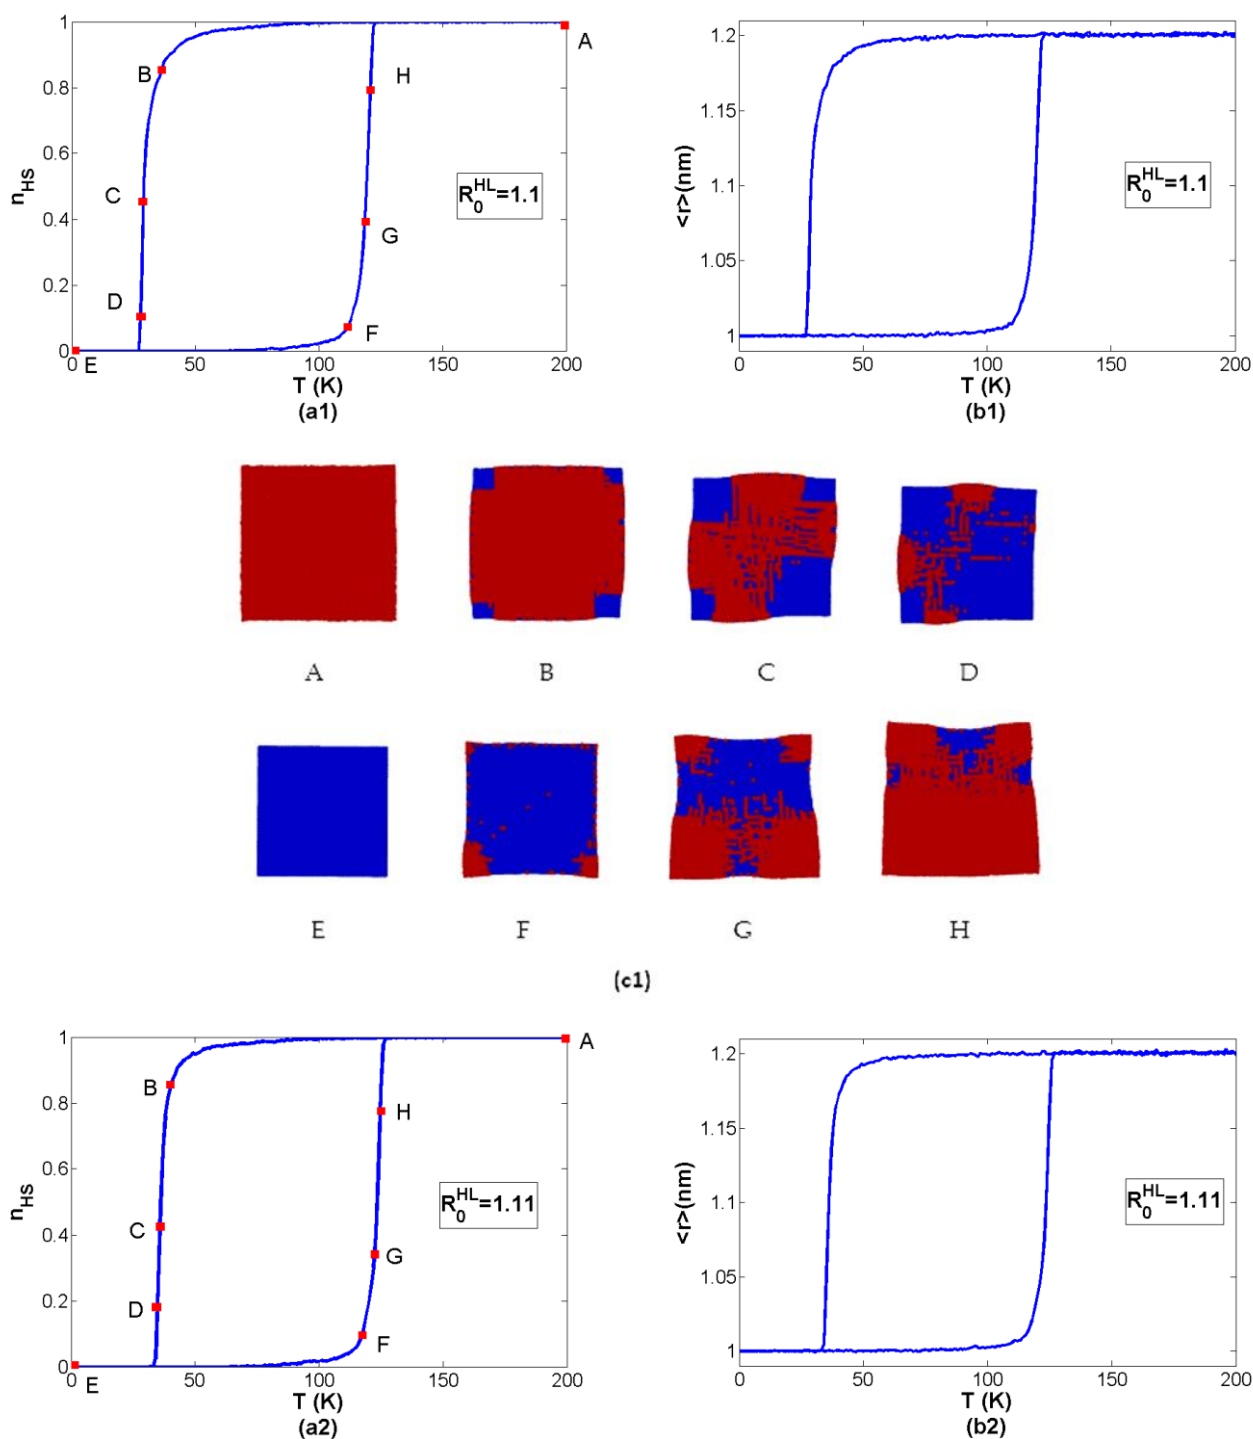 1
0.8
0.6
0.4
0.2
0
n_HS
A
B
C
D
E
F
G
H
R_0^HL=1.1
50
100
150
200
T (K)
(a1)
1.2
1.15
1.1
1.05
1
<r>(nm)
R_0^HL=1.1
0
50
100
150
200
T (K)
(b1)
A
B
C
D
E
F
G
H
(c1)
1
0.8
0.6
0.4
0.2
0
n_HS
A
B
C
D
E
F
G
H
R_0^HL=1.11
0
50
100
150
200
T (K)
(a2)
1.2
1.15
1.1
1.05
1
<r>(nm)
R_0^HL=1.11
0
50
100
150
200
T (K)
(b2)